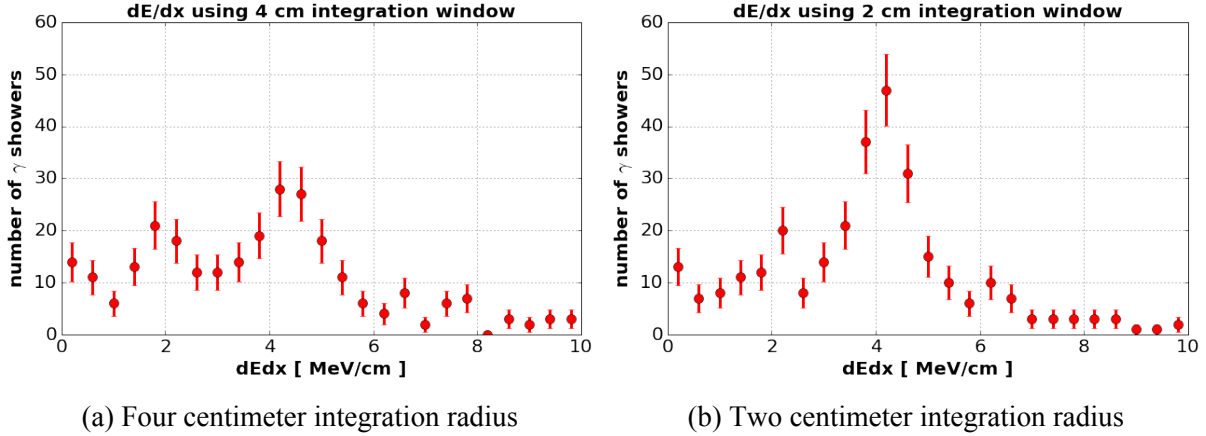 dE/dx using 4 cm integration window
number of γ showers
60
50
40
30
20
10
0
0 2 4 6 8 10
dEdx [ MeV/cm ]
(a) Four centimeter integration radius
dE/dx using 2 cm integration window
number of γ showers
60
50
40
30
20
10
0
0 2 4 6 8 10
dEdx [ MeV/cm ]
(b) Two centimeter integration radius